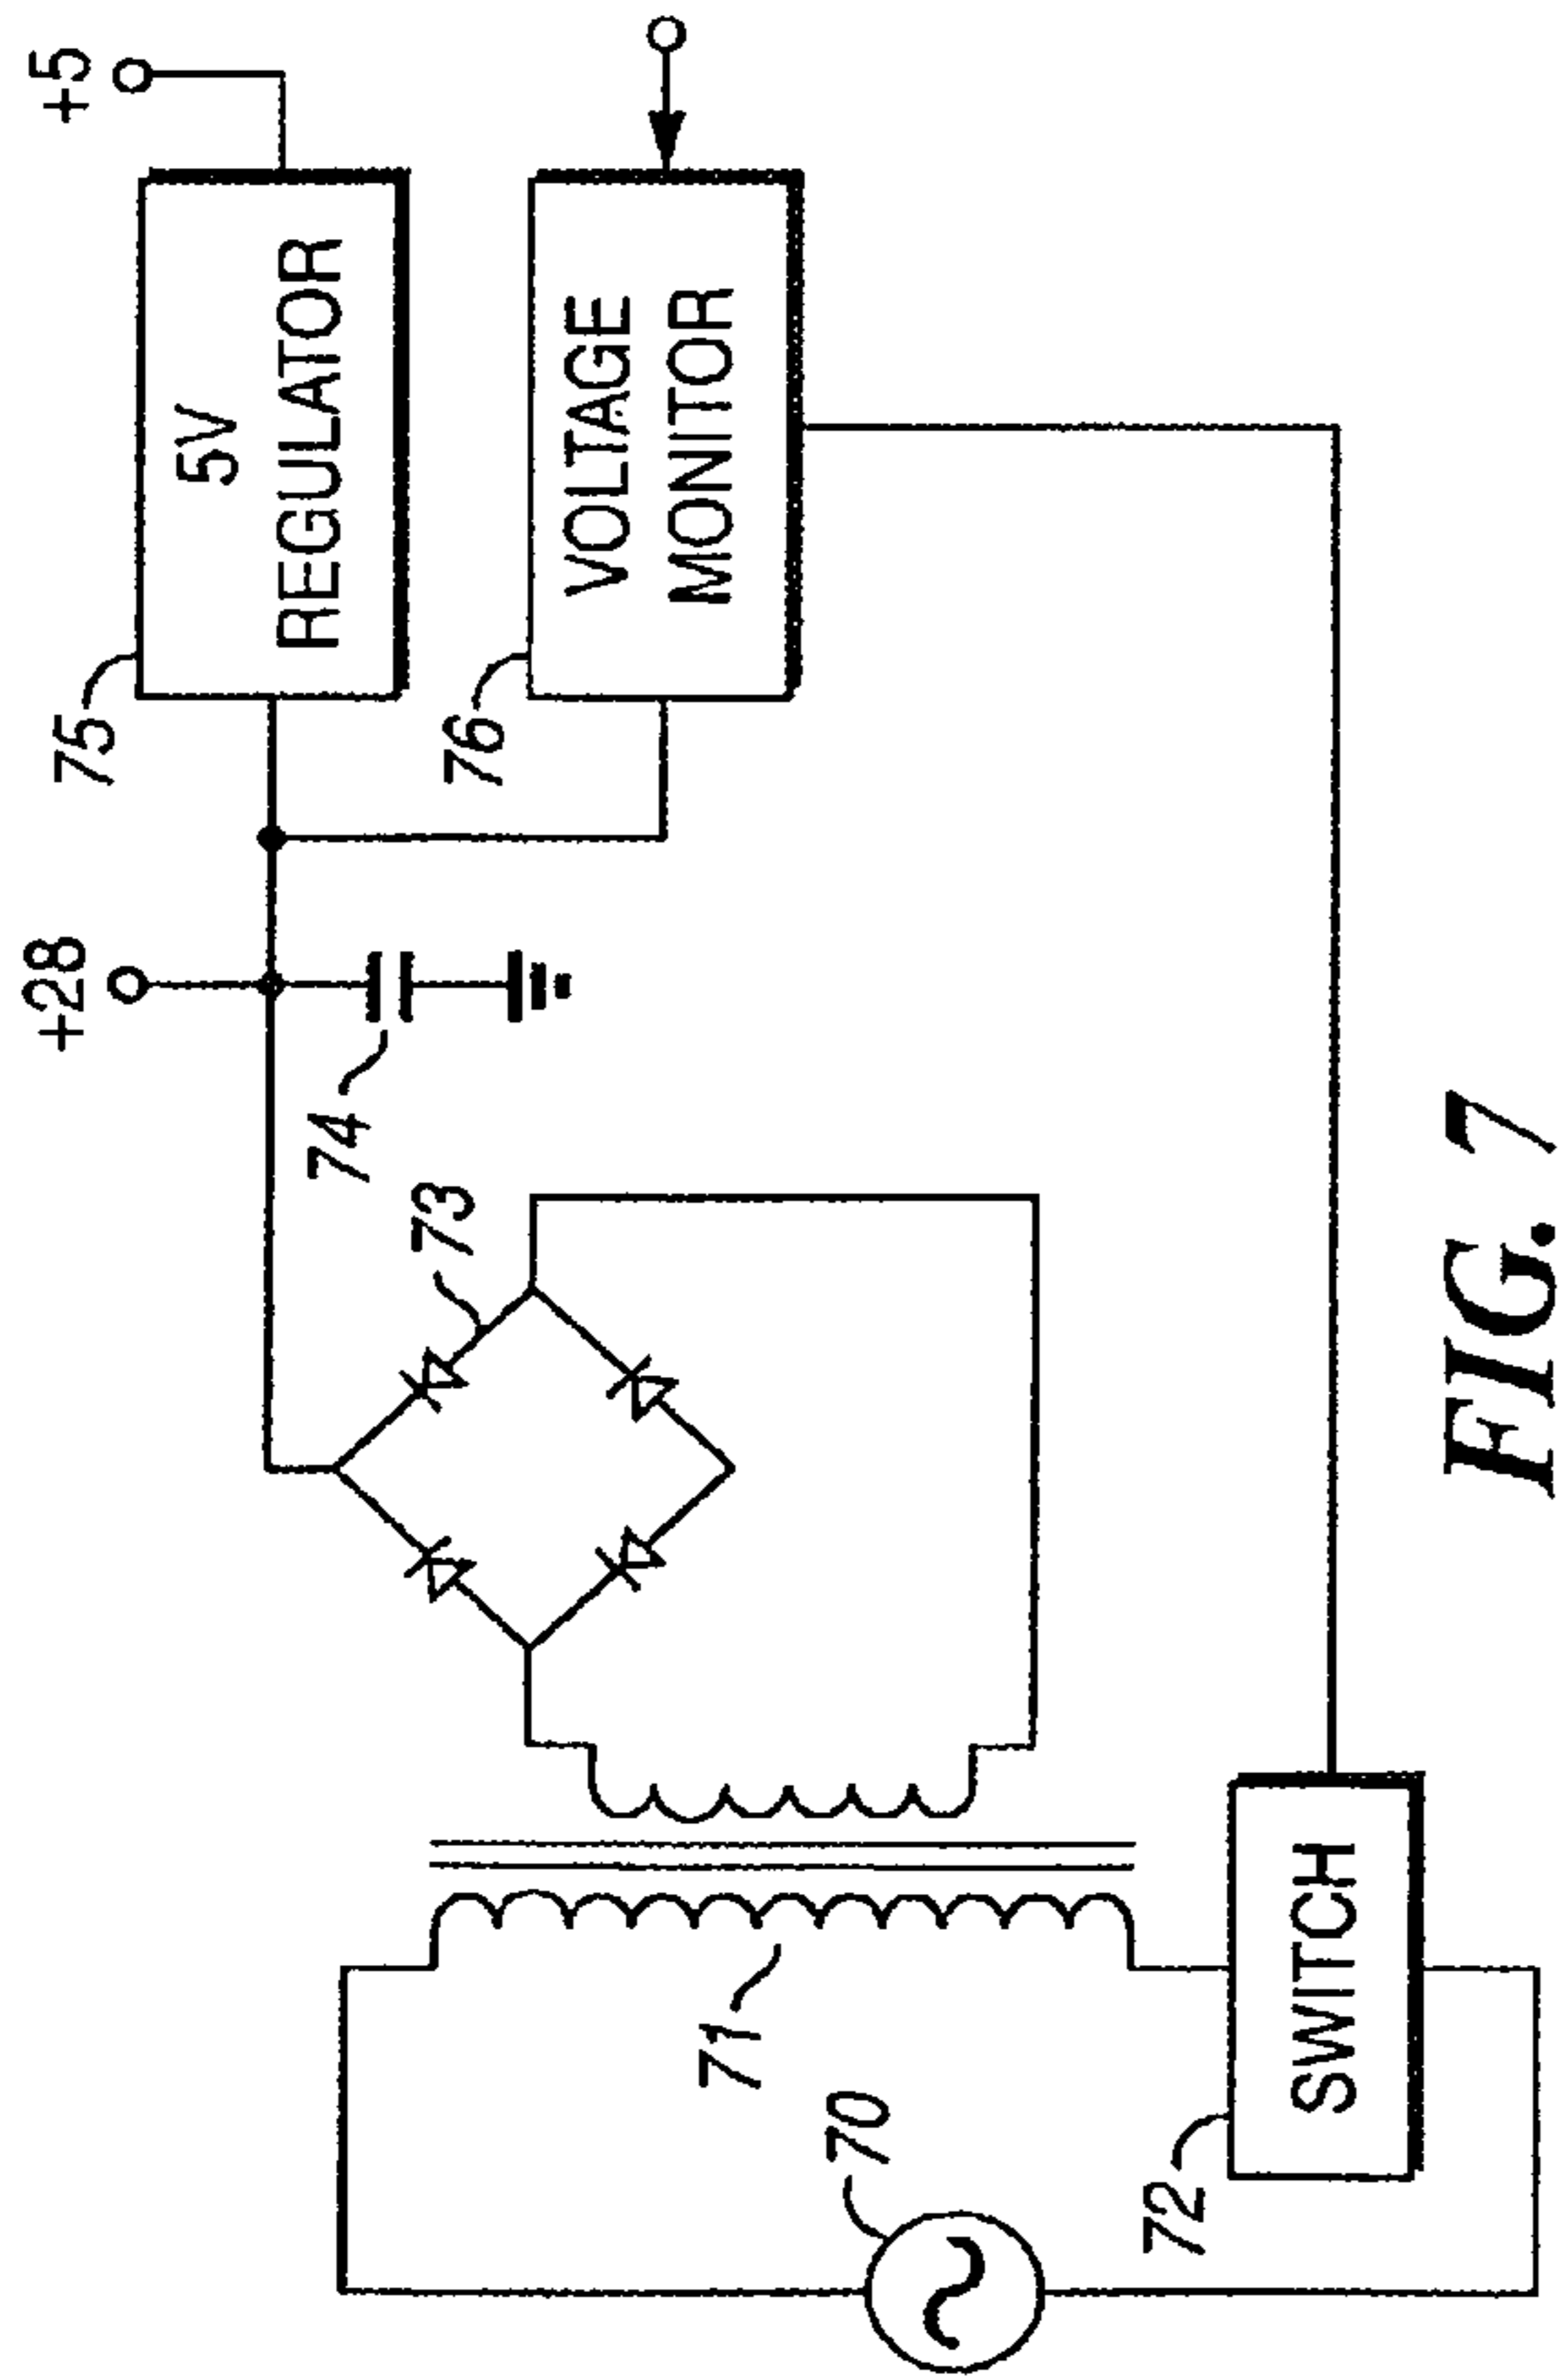 +28
+5
75
5V
REGULATOR
74
73
76
VOLTAGE
MONITOR
71
70
72
SWITCH
FIG. 7